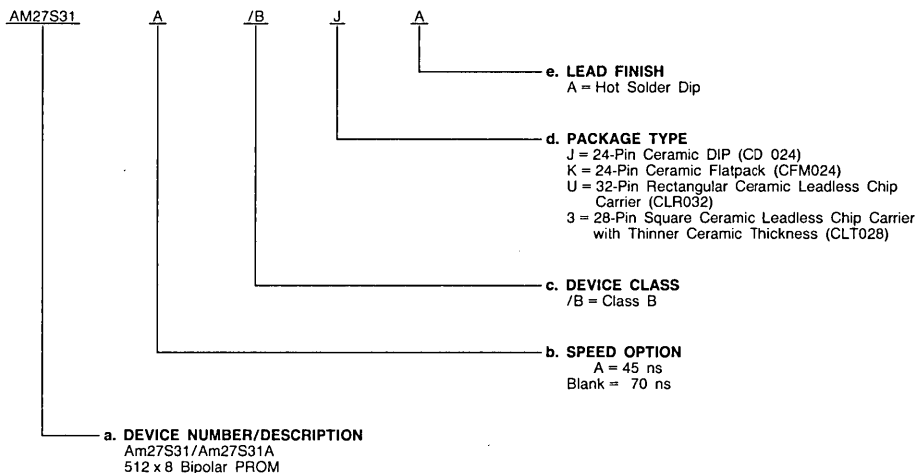 AM27S31 A /B J A
e. LEAD FINISH
A = Hot Solder Dip
d. PACKAGE TYPE
J = 24-Pin Ceramic DIP (CD 024)
K = 24-Pin Ceramic Flatpack (CFM024)
U = 32-Pin Rectangular Ceramic Leadless Chip
Carrier (CLR032)
3 = 28-Pin Square Ceramic Leadless Chip Carrier
with Thinner Ceramic Thickness (CLT028)
c. DEVICE CLASS
/B = Class B
b. SPEED OPTION
A = 45 ns
Blank = 70 ns
a. DEVICE NUMBER/DESCRIPTION
Am27S31/Am27S31A
512 x 8 Bipolar PROM